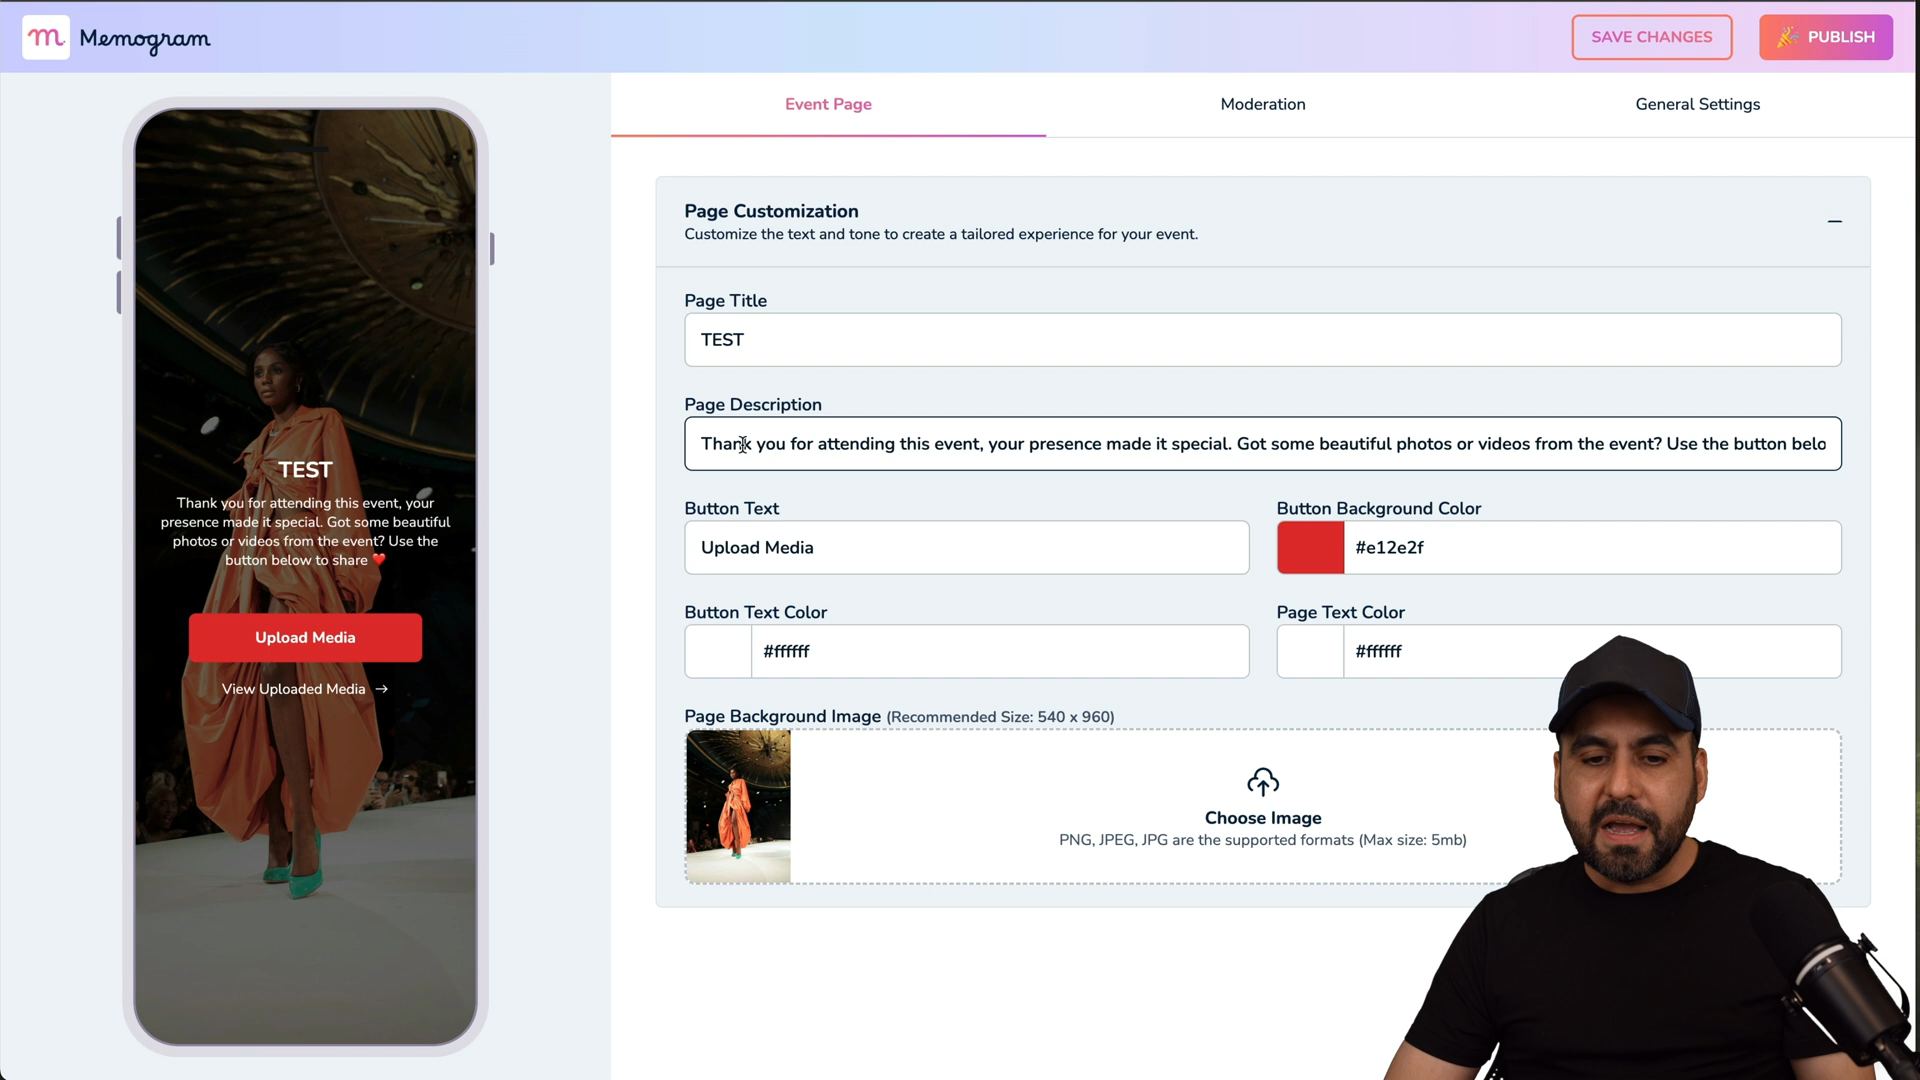 m Memogram
SAVE CHANGES
PUBLISH
Event Page
Moderation
General Settings
TEST
Thank you for attending this event, your
presence made it special. Got some beautiful
photos or videos from the event? Use the
button below to share ❤️
Upload Media
View Uploaded Media →
Page Customization
Customize the text and tone to create a tailored experience for your event.
Page Title
TEST
Page Description
Thank you for attending this event, your presence made it special. Got some beautiful photos or videos from the event? Use the button belo
Button Text
Button Background Color
Upload Media
#e12e2f
Button Text Color
Page Text Color
#ffffff
#ffffff
Page Background Image (Recommended Size: 540 x 960)
Choose Image
PNG, JPEG, JPG are the supported formats (Max size: 5mb)